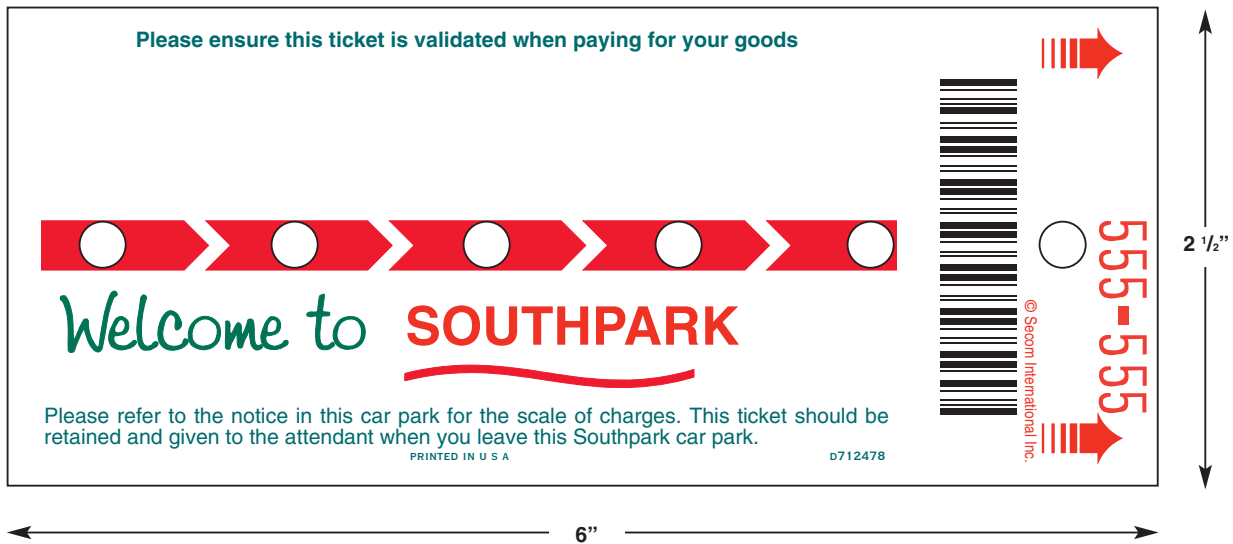 Please ensure this ticket is validated when paying for your goods
Welcome to SOUTHPARK
Please refer to the notice in this car park for the scale of charges. This ticket should be
retained and given to the attendant when you leave this Southpark car park.
PRINTED IN U S A
D712478
© Secom International Inc.
555-555
2 1/2”
6”